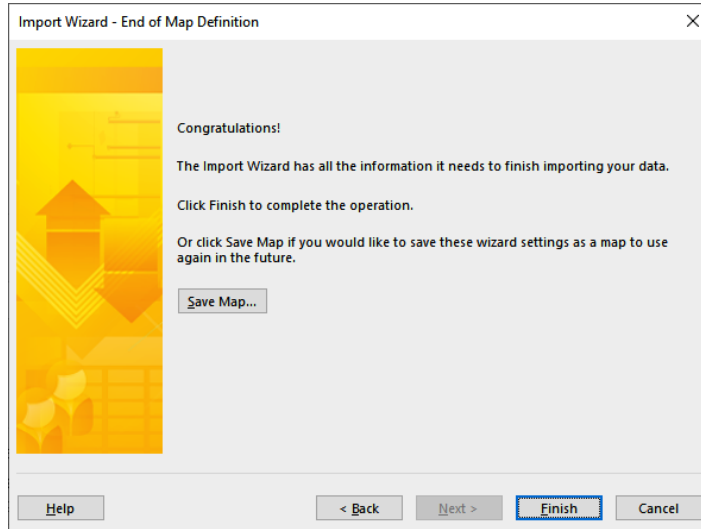 Import Wizard - End of Map Definition
Congratulations!
The Import Wizard has all the information it needs to finish importing your data.
Click Finish to complete the operation.
Or click Save Map if you would like to save these wizard settings as a map to use
again in the future.
Save Map...
Help
< Back
Next >
Finish
Cancel